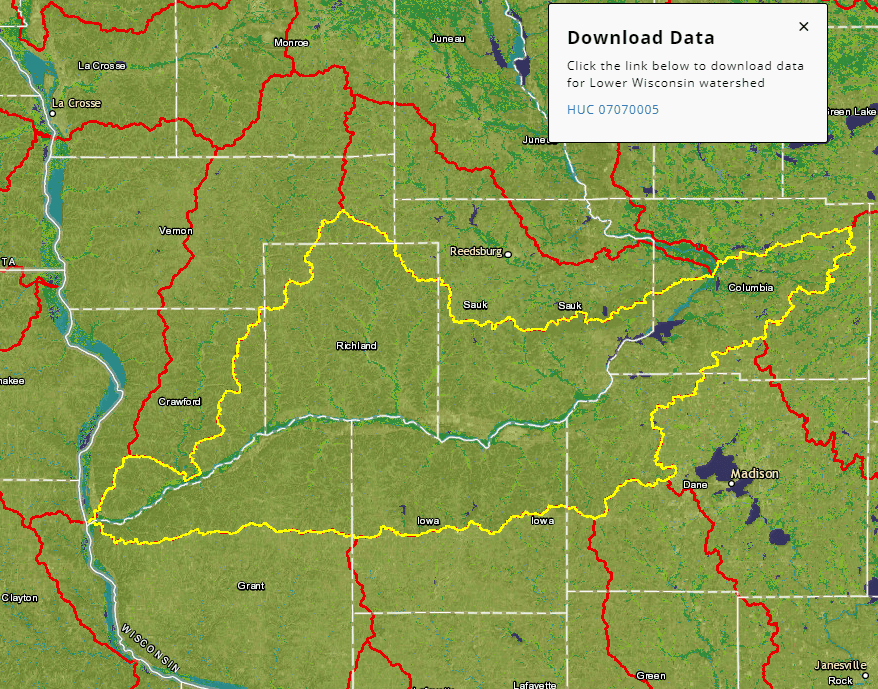 Monroe
Juneau
×
Download Data
La Crosse
Click the link below to download data
for Lower Wisconsin watershed
La Crosse
HUC 07070005
Green Lake
Vernon
Reedsburg
TA
Columbia
Sauk
Sauk
Richland
Crawford
Madison
Dane
Iowa
Iowa
Grant
Clayton
WISCONSIN
Janesville
Green
Rock
Lafayette